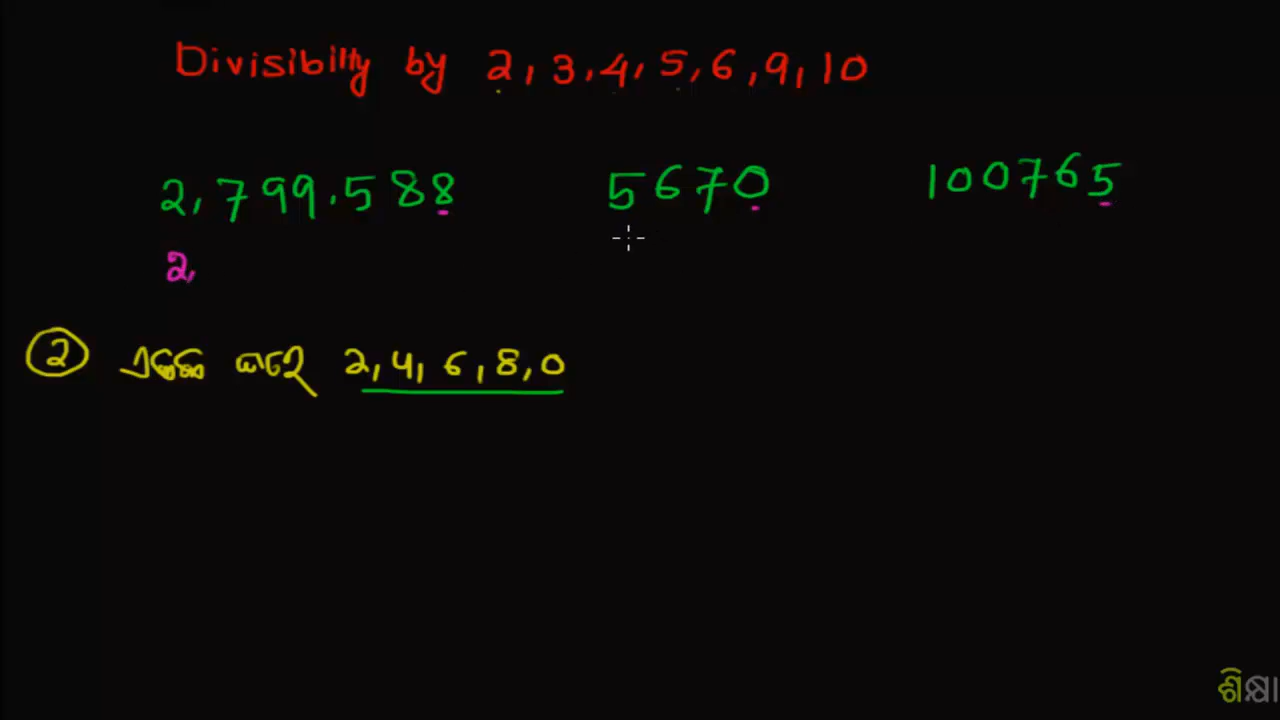 Divisibilty by 2, 3, 4, 5, 6, 9, 10
2,799,588 5670 100765
2,
② ଏକକ ଘରେ 2, 4, 6, 8, 0
ଶିକ୍ଷା